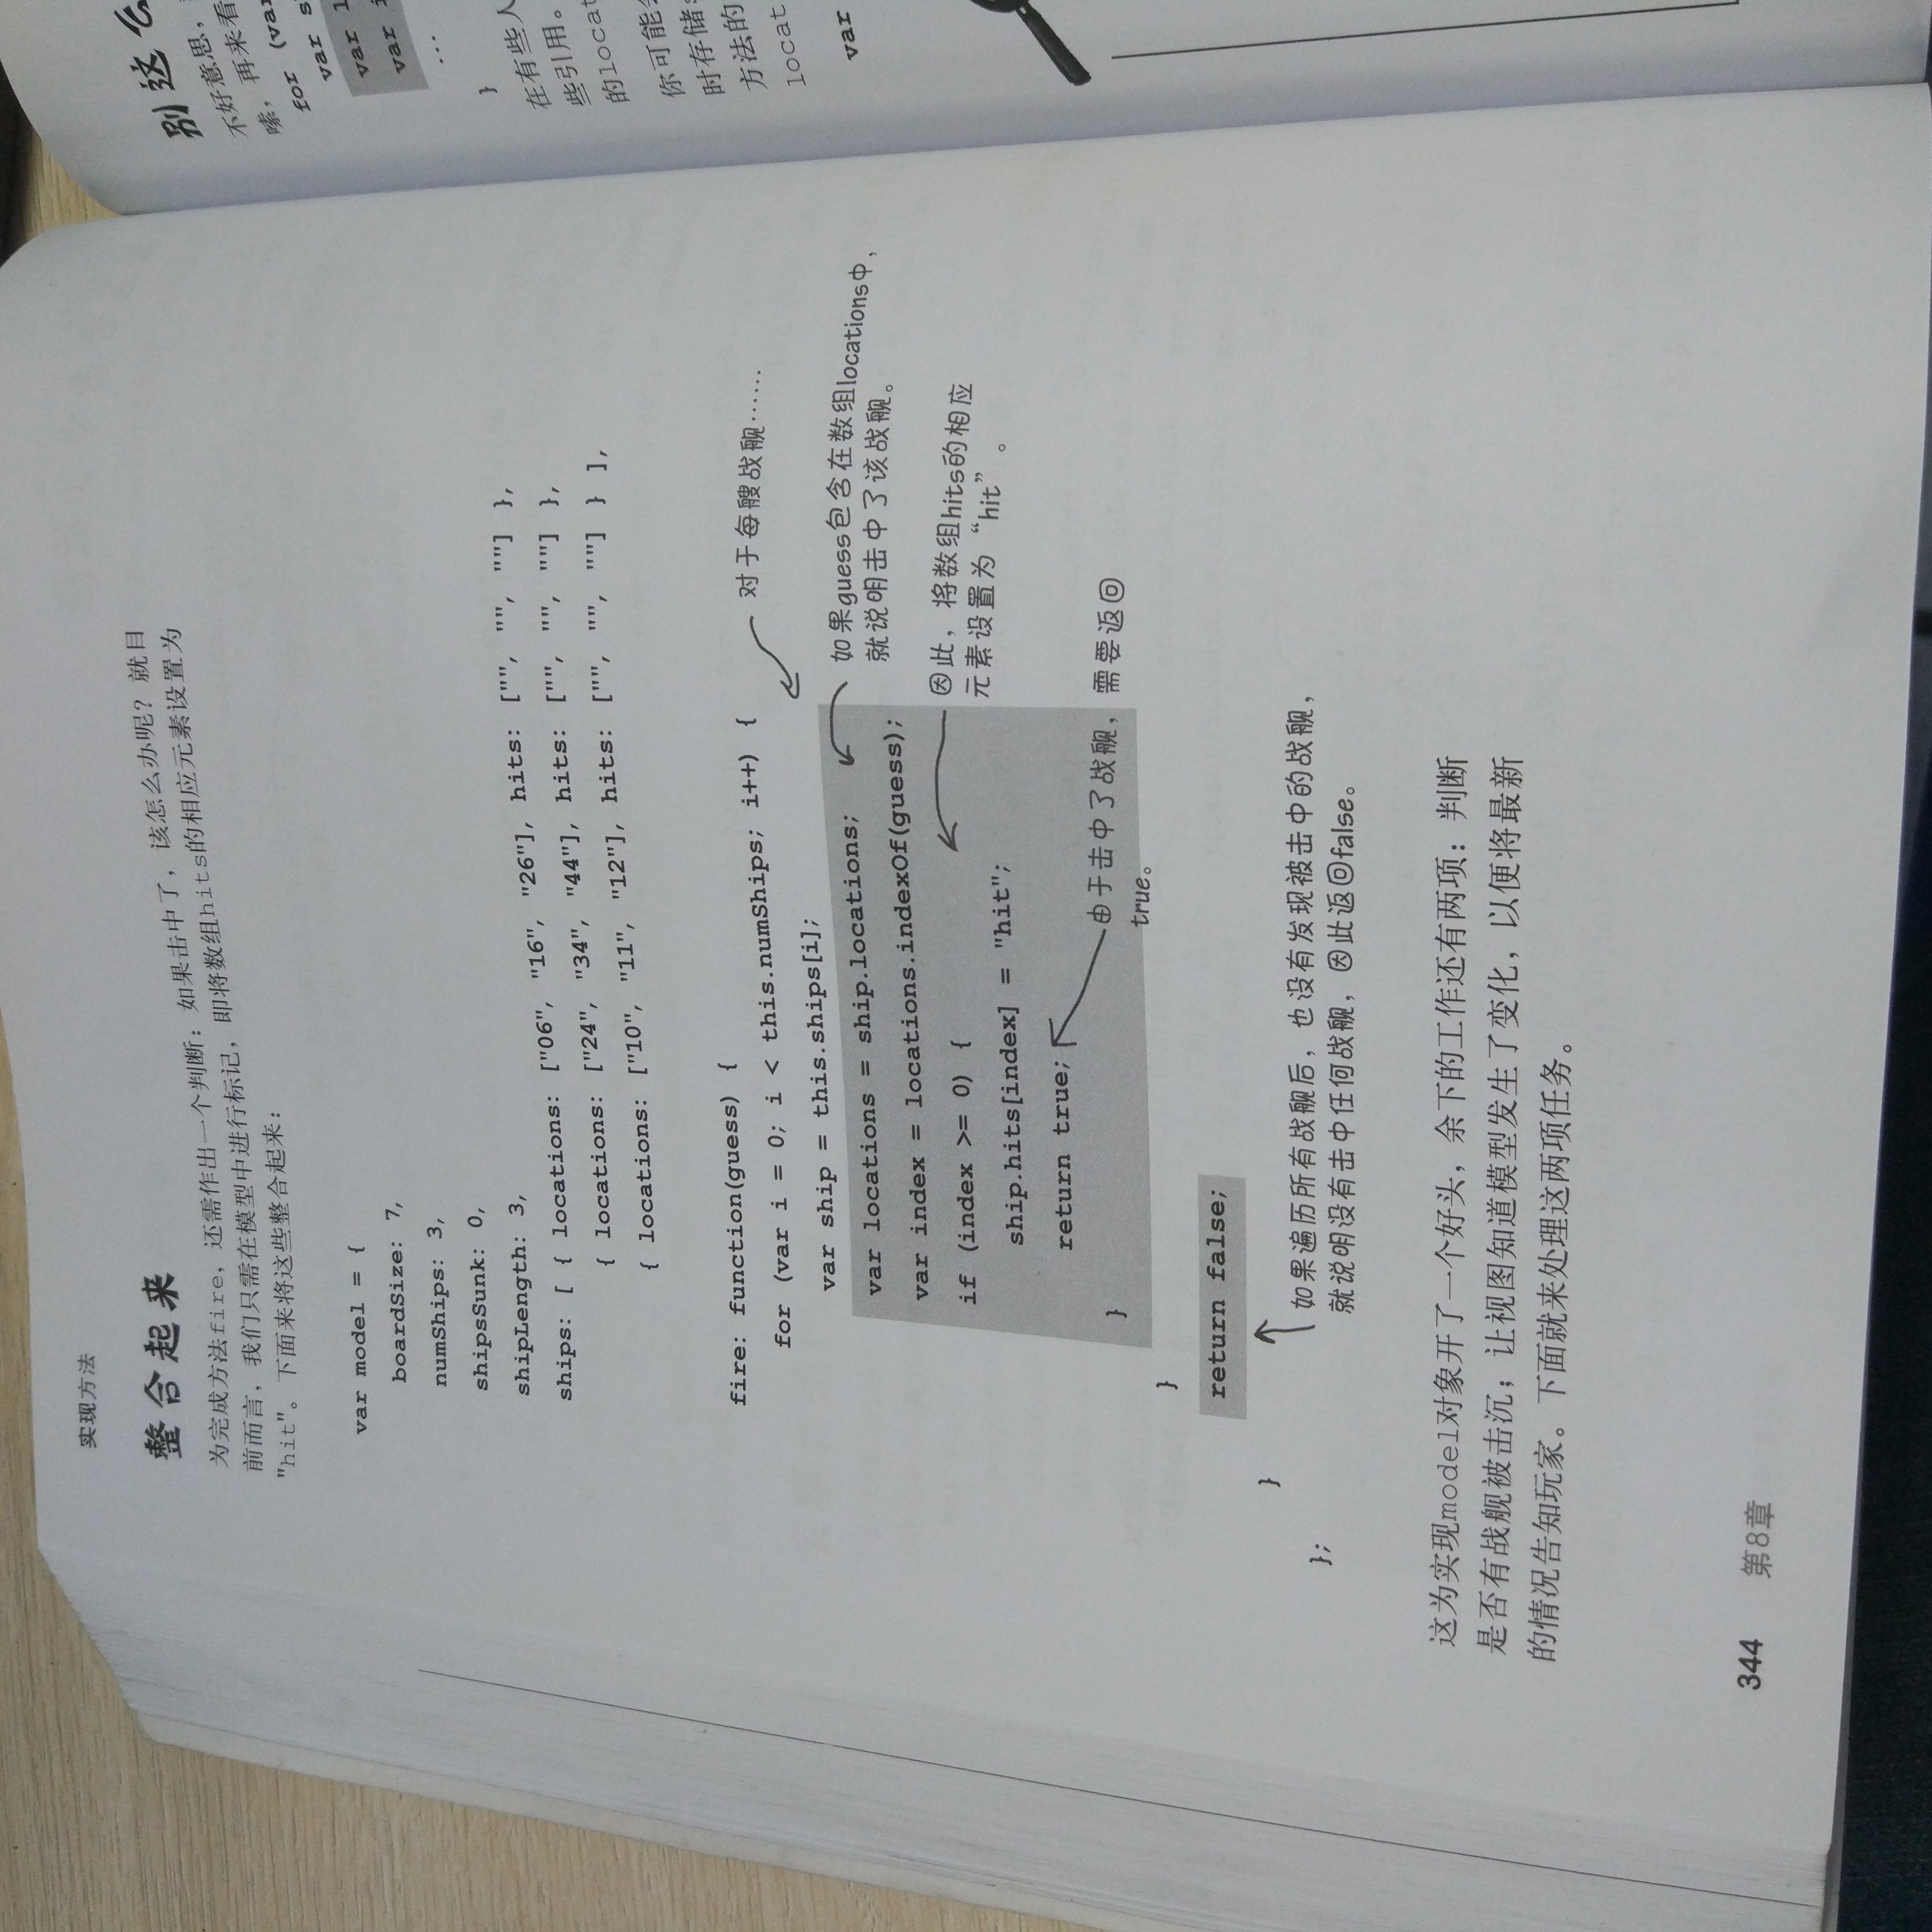 实现方法
整合起来
为完成方法fire，还需作出一个判断：如果击中了，该怎么办呢？就目
前而言，我们只需在模型中进行标记，即将数组hits的相应元素设置为
"hit"。下面来将这些整合起来：
var model = {
boardSize: 7,
numShips: 3,
shipsSunk: 0,
shipLength: 3,
ships: [ { locations: ["06", "16", "26"], hits: ["", "", ""] },
{ locations: ["24", "34", "44"], hits: ["", "", ""] },
{ locations: ["10", "11", "12"], hits: ["", "", ""] } ],
fire: function(guess) {
for (var i = 0; i < this.numShips; i++) {
对于每艘战舰……
var ship = this.ships[i];
var locations = ship.locations;
如果guess包含在数组locations中，
就说明击中了该战舰。
var index = locations.indexOf(guess);
if (index >= 0) {
因此，将数组hits的相应
元素设置为“hit”。
ship.hits[index] = "hit";
return true;
由于击中了战舰，需要返回
true。
}
}
return false;
如果遍历所有战舰后，也没有发现被击中的战舰，
就说明没有击中任何战舰，因此返回false。
}
};
这为实现model对象开了一个好头，余下的工作还有两项：判断
是否有战舰被击沉；让视图知道模型发生了变化，以便将最新
的情况告知玩家。下面就来处理这两项任务。
344 第8章
别这么
不好意思，
嗦，再来看
for (var
var s
var l
var i
...
}
在有些人
些引用。
的locat
你可能会
时存储
方法的
locat
var